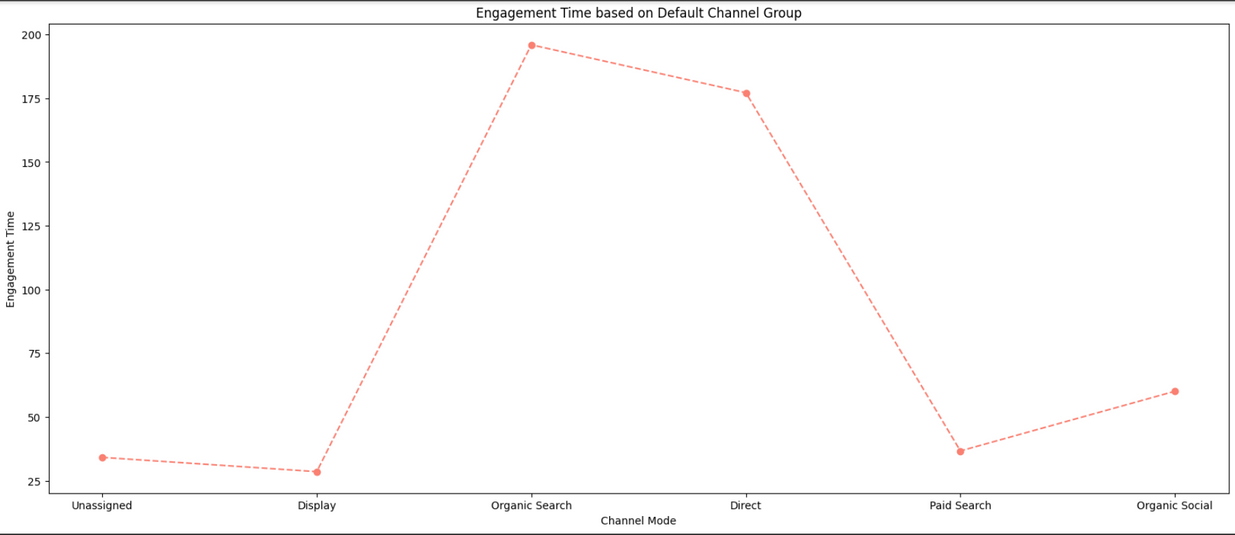 Engagement Time based on Default Channel Group
200
175
150
125
100
75
50
25
Engagement Time
Unassigned Display Organic Search Direct Paid Search Organic Social
Channel Mode